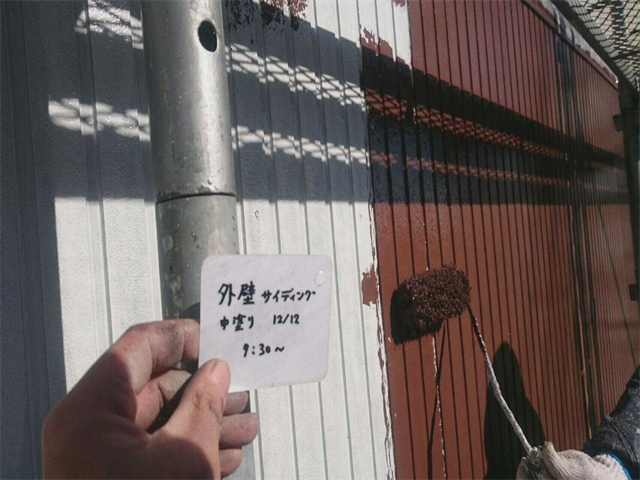 外壁 サイディング
中塗り 12/12
9:30～